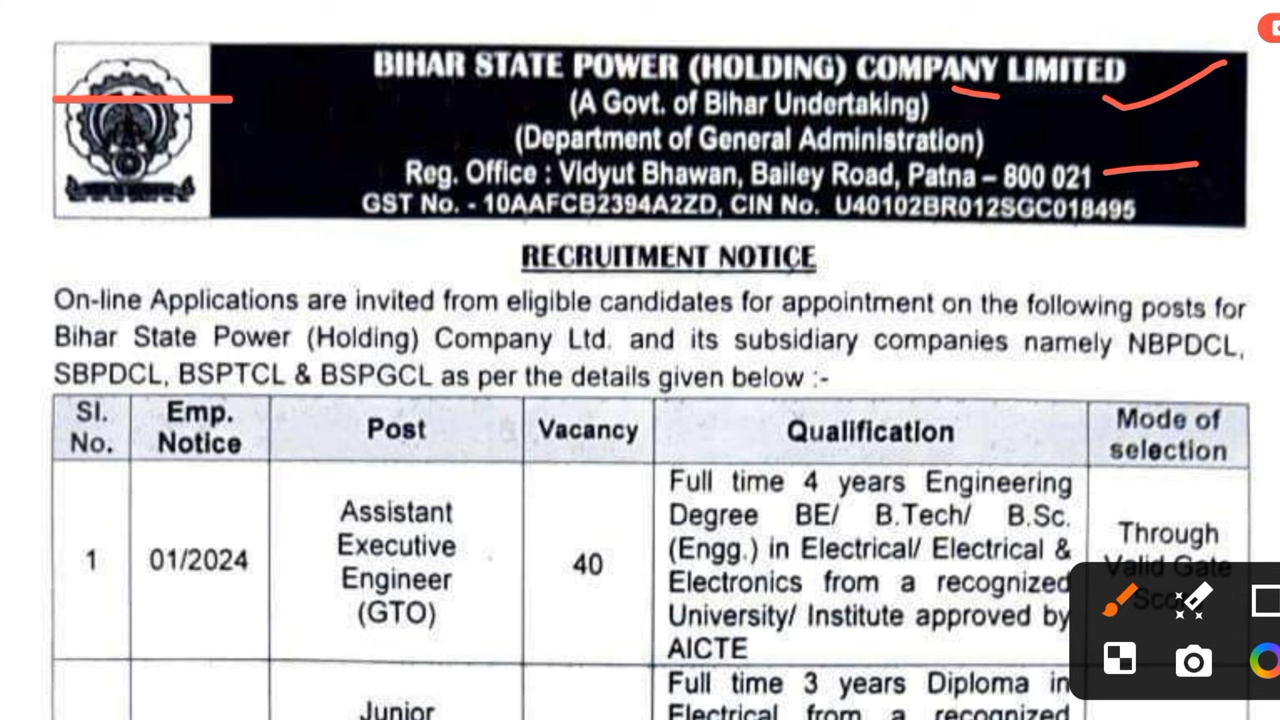 BIHAR STATE POWER (HOLDING) COMPANY LIMITED
(A Govt. of Bihar Undertaking)
(Department of General Administration)
Reg. Office : Vidyut Bhawan, Bailey Road, Patna – 800 021
GST No. - 10AAFCB2394A2ZD, CIN No. U40102BR012SGC018495
RECRUITMENT NOTICE
On-line Applications are invited from eligible candidates for appointment on the following posts for
Bihar State Power (Holding) Company Ltd. and its subsidiary companies namely NBPDCL,
SBPDCL, BSPTCL & BSPGCL as per the details given below :-
Sl.
No.
Emp.
Notice
Post
Vacancy
Qualification
Mode of
selection
1
01/2024
Assistant
Executive
Engineer
(GTO)
40
Full time 4 years Engineering
Degree BE/ B.Tech/ B.Sc.
(Engg.) in Electrical/ Electrical &
Electronics from a recognized
University/ Institute approved by
AICTE
Through
Valid Gate
Junior
Full time 3 years Diploma in
Electrical from a recognized